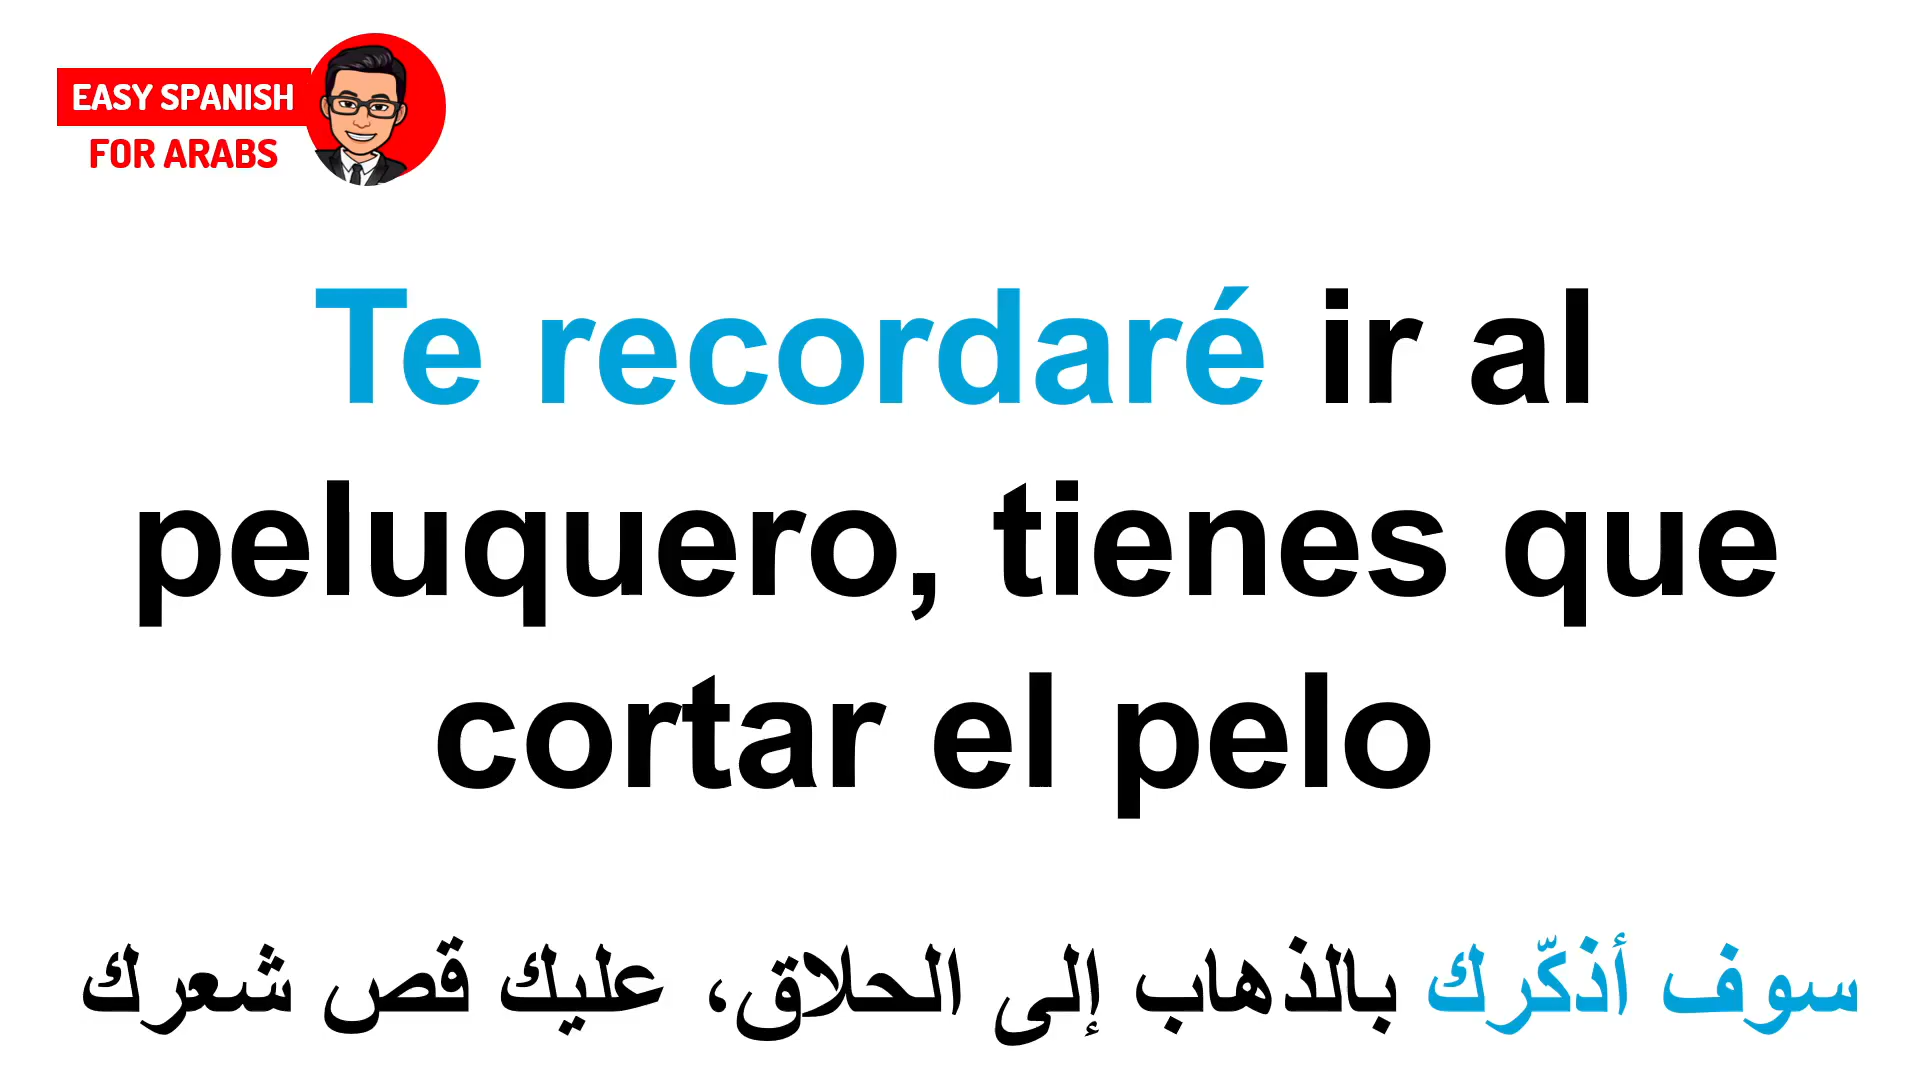 EASY SPANISH
FOR ARABS
Te recordaré ir al
peluquero, tienes que
cortar el pelo
سوف أذكّرك بالذهاب إلى الحلاق، عليك قص شعرك